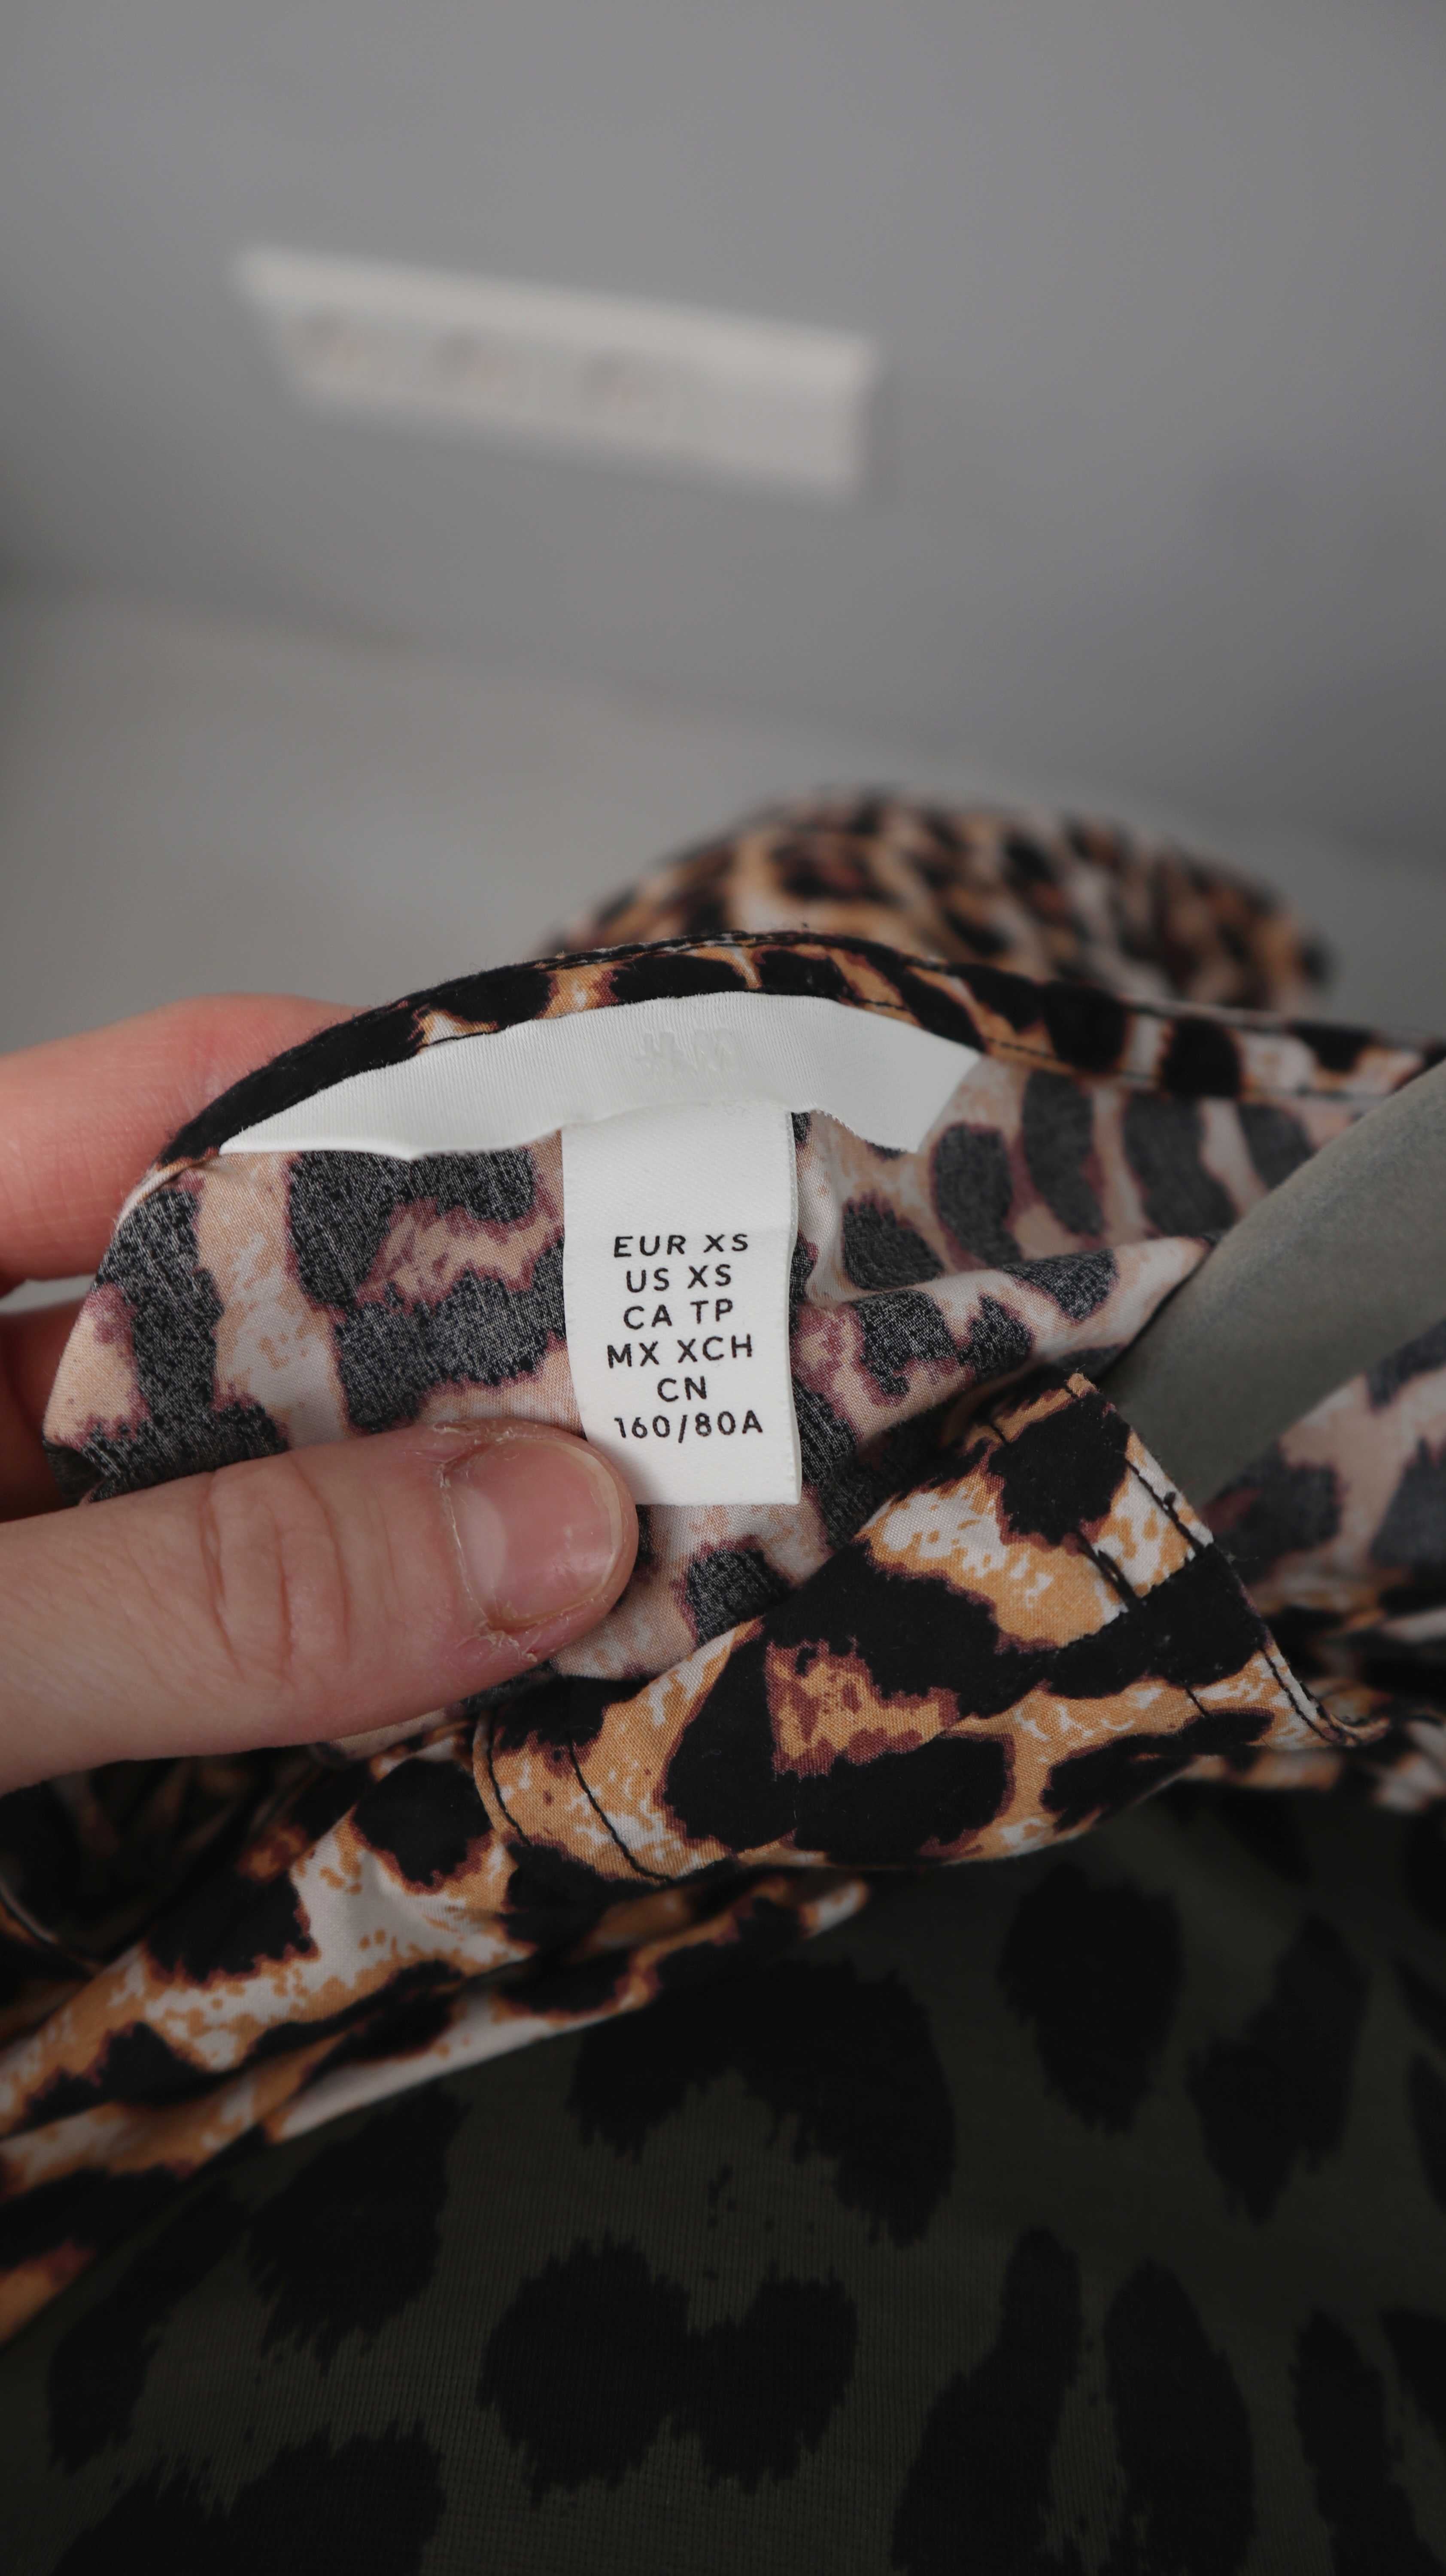 EUR XS
US XS
CA TP
MX XCH
CN
160/80A